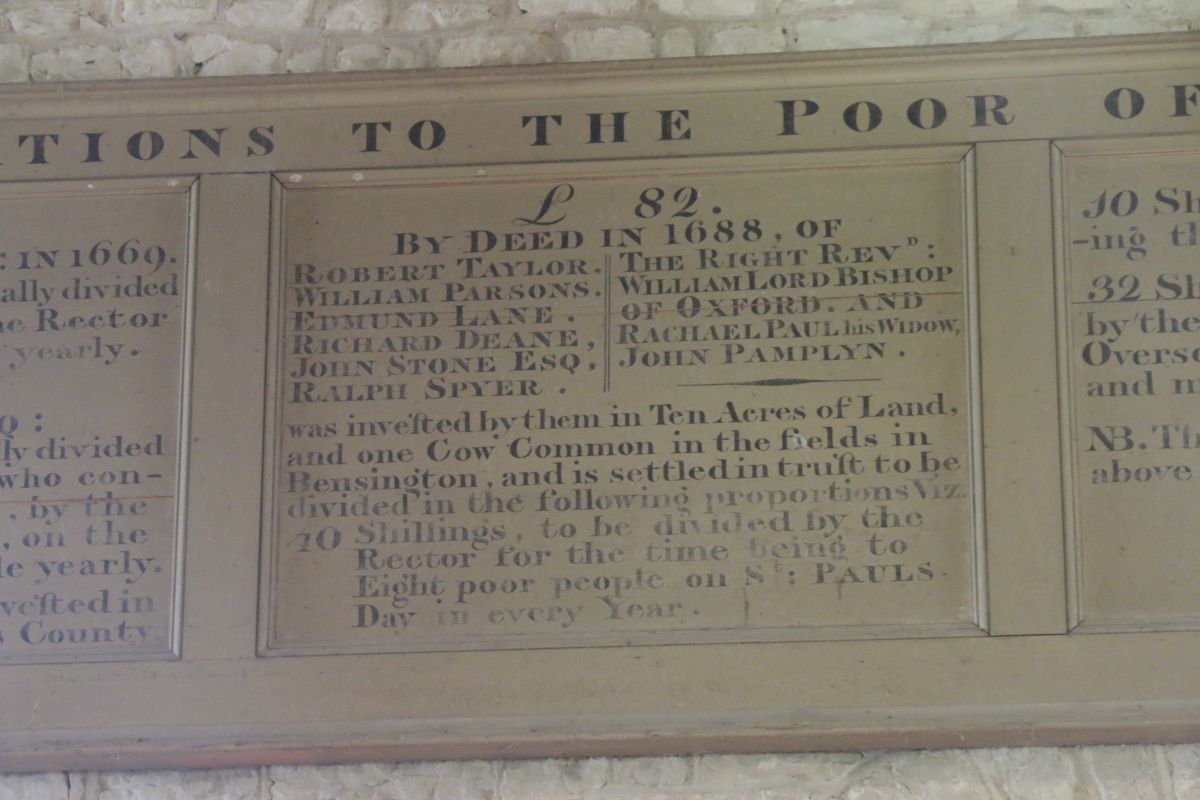 ATIONS TO THE POOR OF
: IN 1669.
ally divided
he Rector
yearly.
Q:
ly divided
who con-
, by the
, on the
le yearly.
vested in
s County
£ 82.
BY DEED IN 1688, OF
ROBERT TAYLOR.
WILLIAM PARSONS.
EDMUND LANE.
RICHARD DEANE,
JOHN STONE ESQ,
RALPH SPYER.
THE RIGHT REVD:
WILLIAM LORD BISHOP
OF OXFORD. AND
RACHAEL PAUL his WIDOW,
JOHN PAMPLYN.
was inveſted by them in Ten Acres of Land,
and one Cow Common in the fields in
Bensington, and is settled in truſt to be
divided in the following proportions Viz.
40 Shillings, to be divided by the
Rector for the time being to
Eight poor people on St: PAULS
Day in every Year.
10 Sh
-ing th
32 Sh
by the
Overse
and m
NB. Th
above